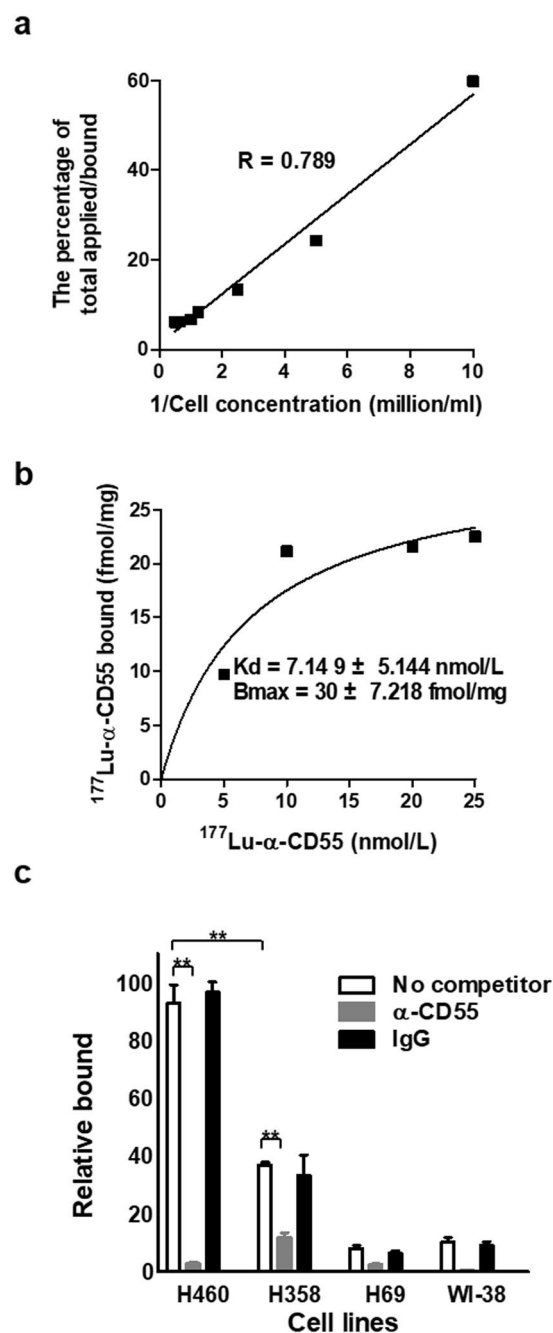 a
The percentage of
total applied/bound
60
40
20
0
R = 0.789
0 2 4 6 8 10
1/Cell concentration (million/ml)
b
¹⁷⁷Lu-α-CD55 bound (fmol/mg)
25
20
15
10
5
0
Kd = 7.14 9 ± 5.144 nmol/L
Bmax = 30 ± 7.218 fmol/mg
0 5 10 15 20 25
¹⁷⁷Lu-α-CD55 (nmol/L)
c
**
**
**
Relative bound
100
80
60
40
20
0
No competitor
α-CD55
IgG
H460 H358 H69 WI-38
Cell lines